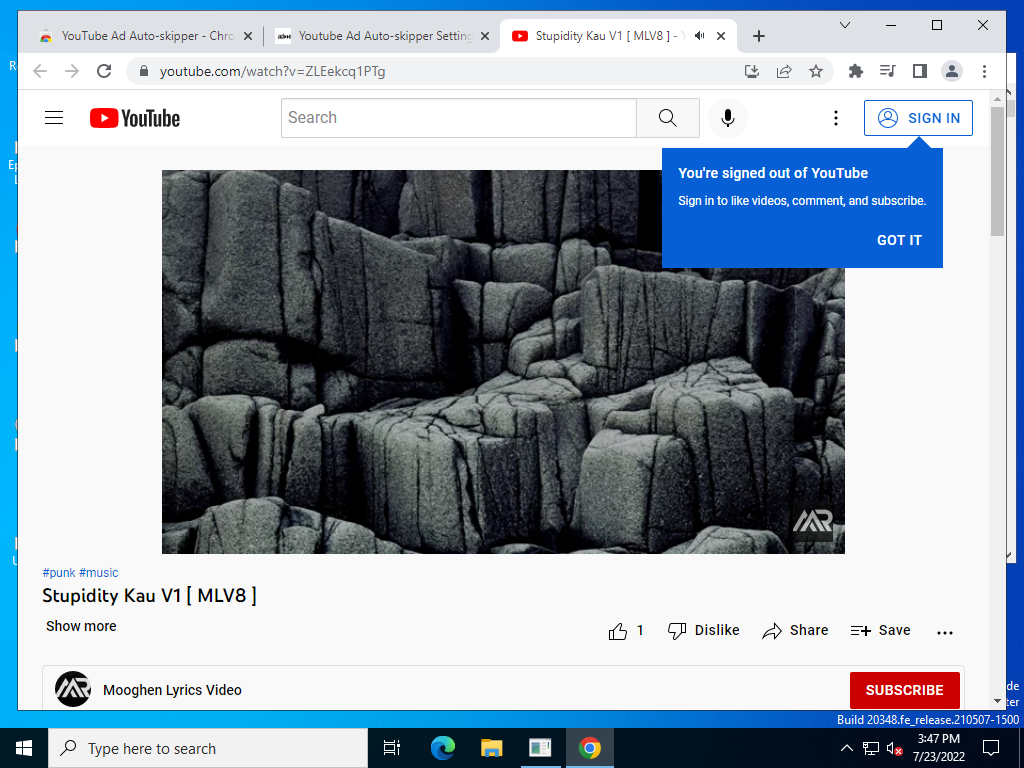 YouTube Ad Auto-skipper - Chro
Youtube Ad Auto-skipper Setting
Stupidity Kau V1 [ MLV8 ] - Y
youtube.com/watch?v=ZLEekcq1PTg
YouTube
Search
SIGN IN
You're signed out of YouTube
Sign in to like videos, comment, and subscribe.
GOT IT
MR
#punk #music
Stupidity Kau V1 [ MLV8 ]
Show more
1
Dislike
Share
Save
Mooghen Lyrics Video
SUBSCRIBE
Build 20348.fe_release.210507-1500
Type here to search
3:47 PM
7/23/2022